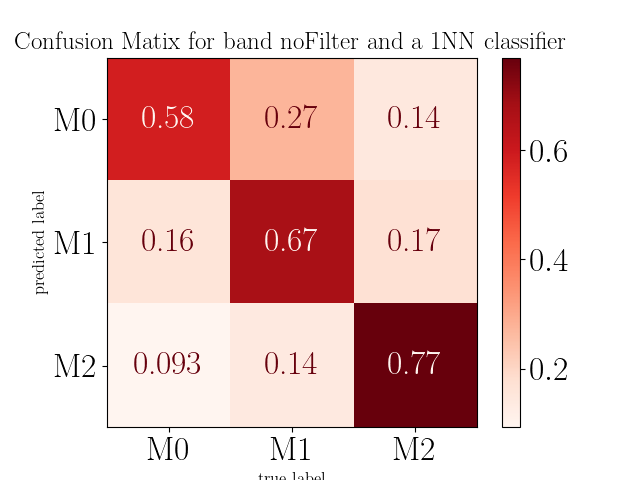 Confusion Matix for band noFilter and a 1NN classifier
M0 0.58 0.27 0.14
0.6
predicted label
M1 0.16 0.67 0.17
0.4
M2 0.093 0.14 0.77
0.2
M0 M1 M2
true label